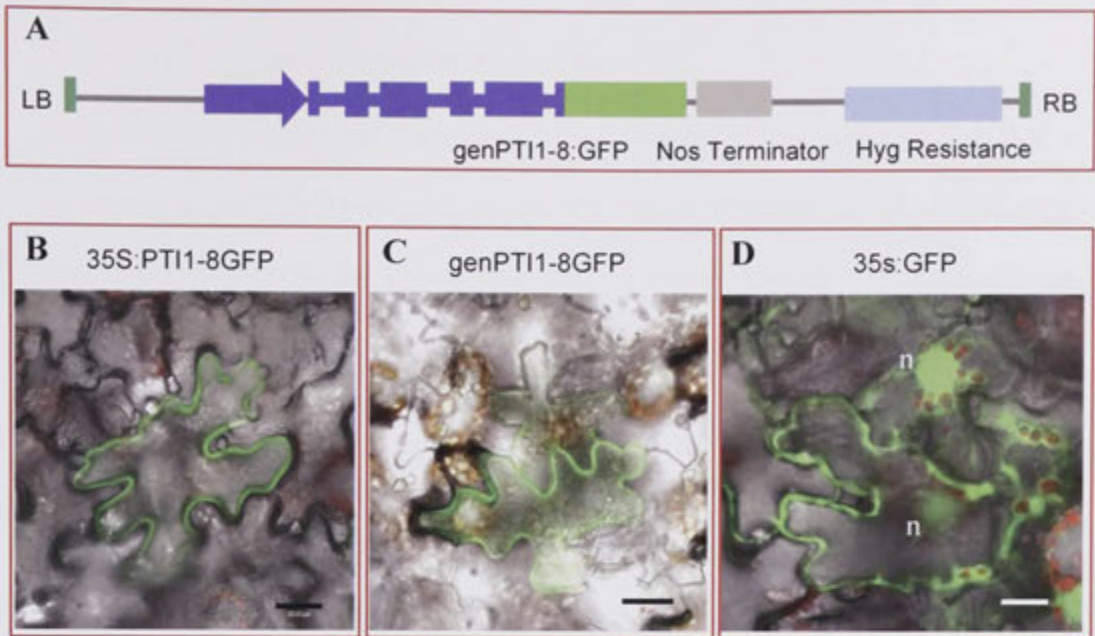 A
LB
RB
genPTI1-8:GFP Nos Terminator Hyg Resistance
B 35S:PTI1-8GFP
C genPTI1-8GFP
D 35s:GFP
n
n